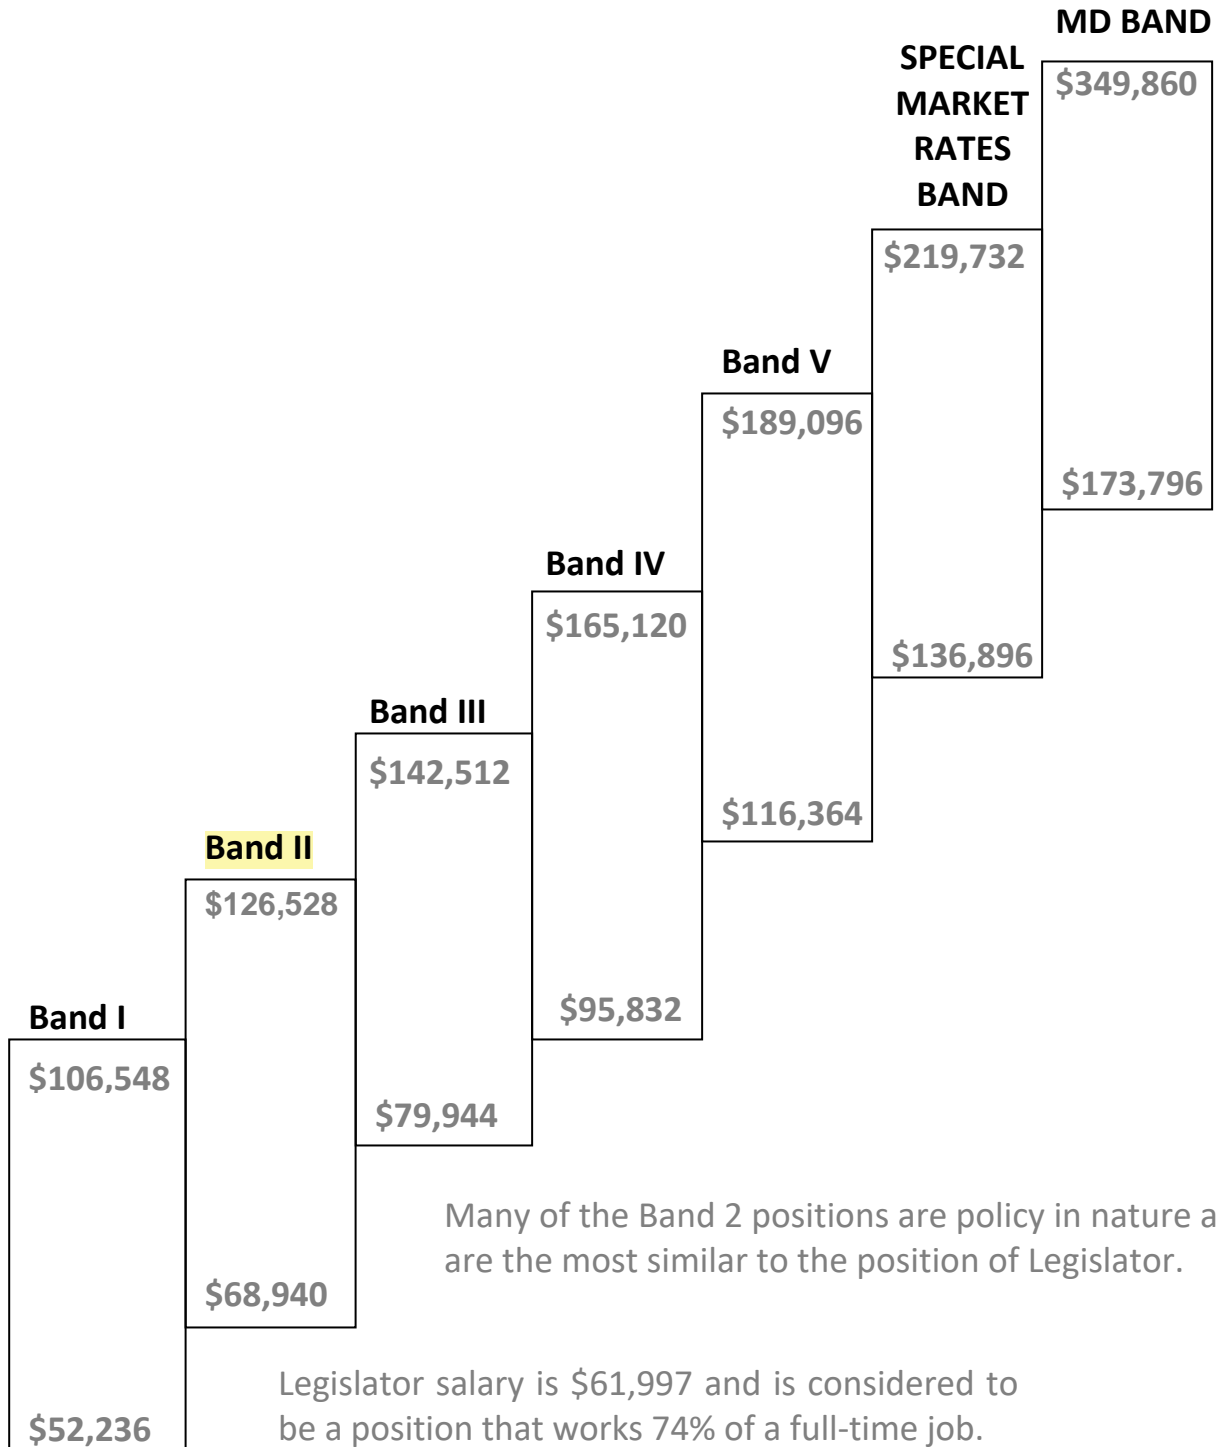 MD BAND
$349,860
SPECIAL
MARKET
RATES
BAND
$219,732
Band V
$189,096
$173,796
Band IV
$165,120
$136,896
Band III
$142,512
$116,364
Band II
$126,528
$95,832
Band I
$106,548
$79,944
Many of the Band 2 positions are policy in nature a
are the most similar to the position of Legislator.
$68,940
Legislator salary is $61,997 and is considered to
be a position that works 74% of a full-time job.
$52,236